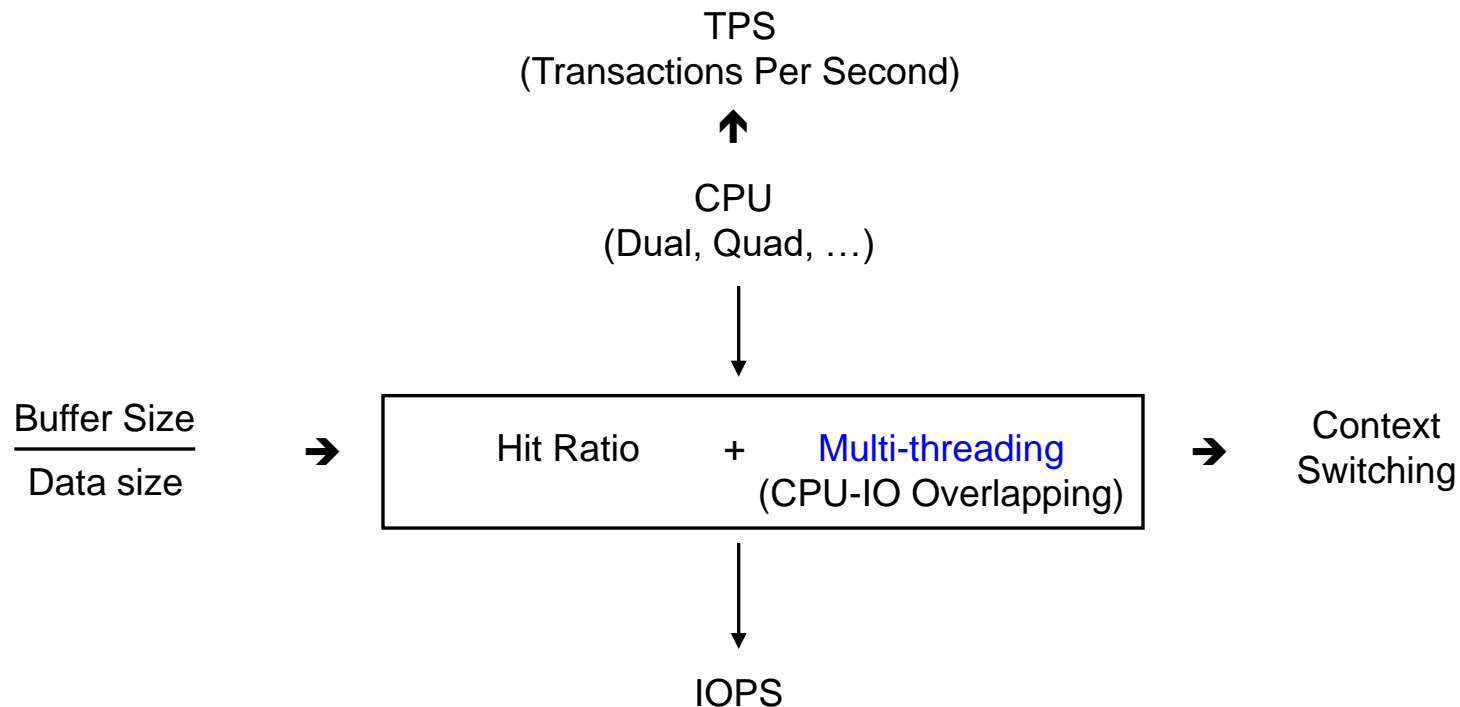 TPS
(Transactions Per Second)
CPU
(Dual, Quad, …)
Buffer Size
Data size
Hit Ratio + Multi-threading
(CPU-IO Overlapping)
Context
Switching
IOPS